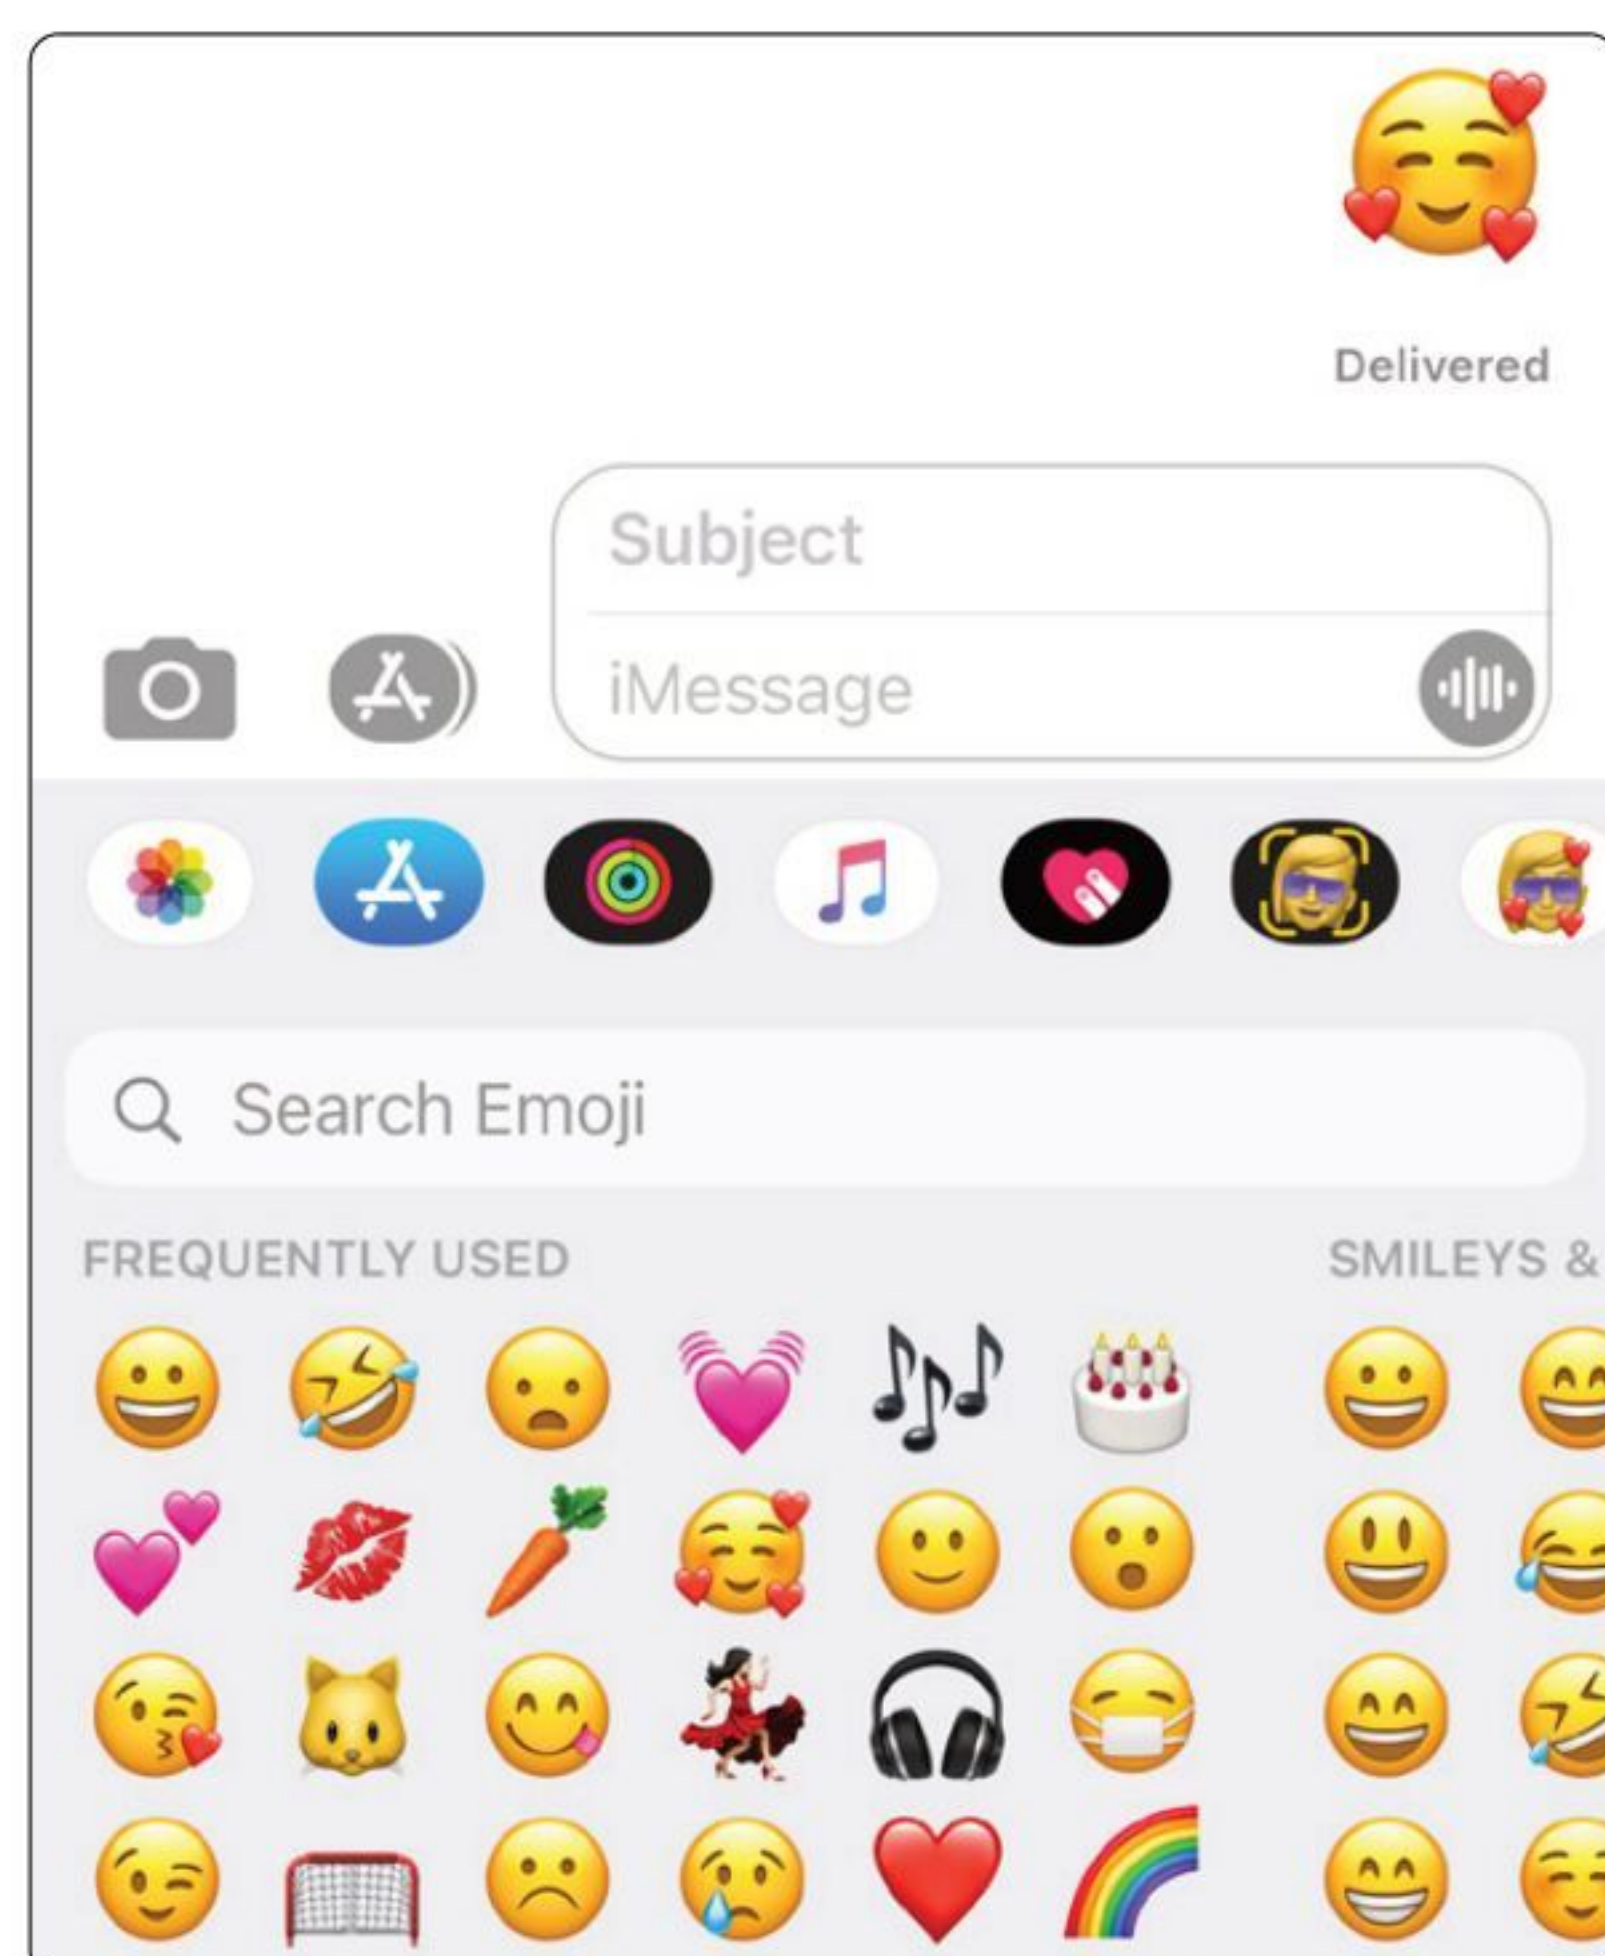 Delivered
Subject
iMessage
Search Emoji
FREQUENTLY USED
SMILEYS &